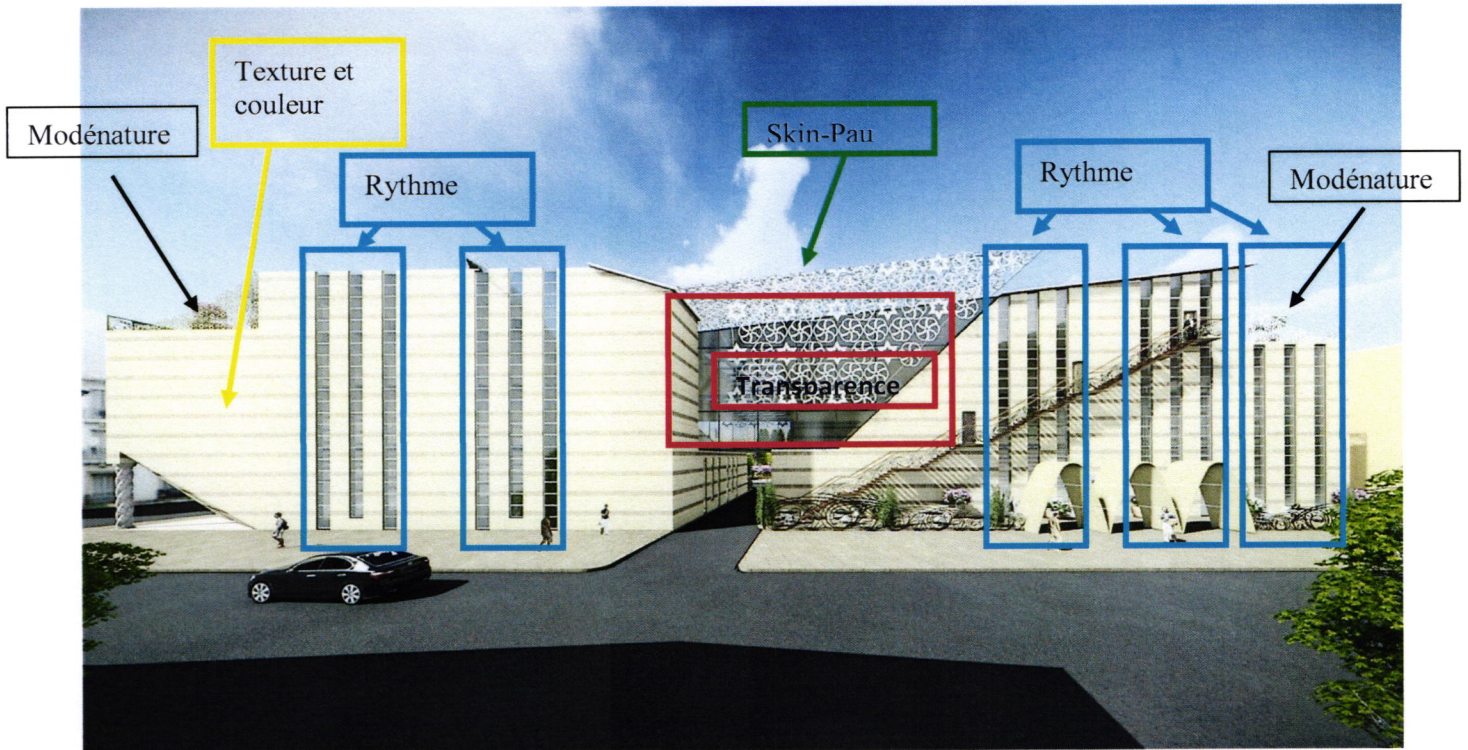 Texture et
couleur
Modénature
Skin-Pau
Rythme
Rythme
Modénature
Transparence